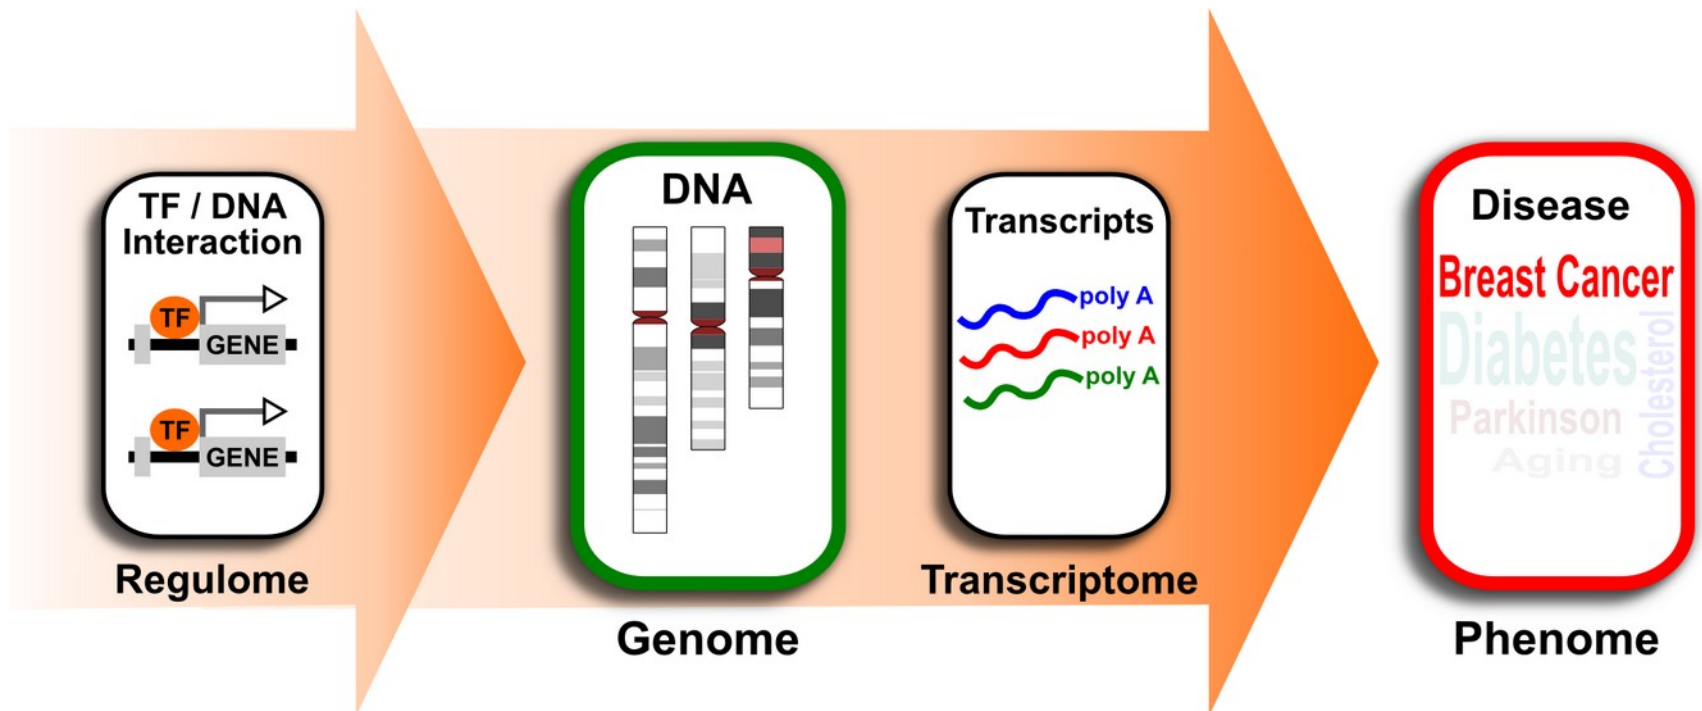 TF / DNA
Interaction
TF
GENE
TF
GENE
Regulome
DNA
Genome
Transcripts
poly A
poly A
poly A
Transcriptome
Disease
Breast Cancer
Diabetes
Cholesterol
Parkinson
Aging
Phenome